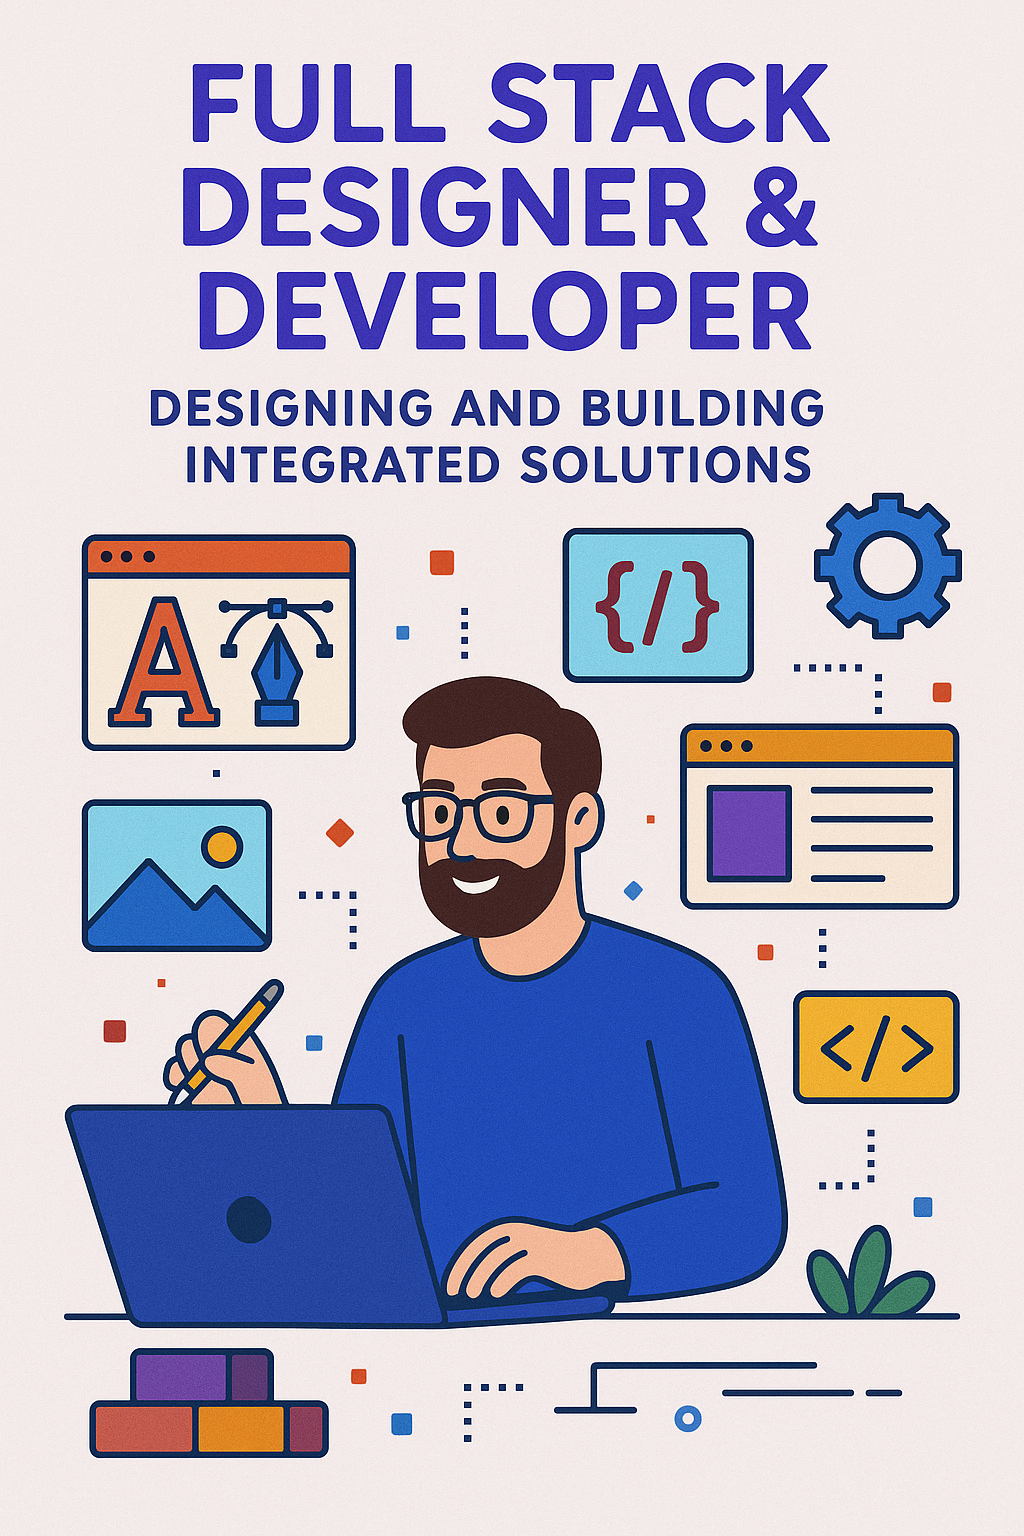 FULL STACK
DESIGNER &
DEVELOPER
DESIGNING AND BUILDING
INTEGRATED SOLUTIONS
A
{/}
</>